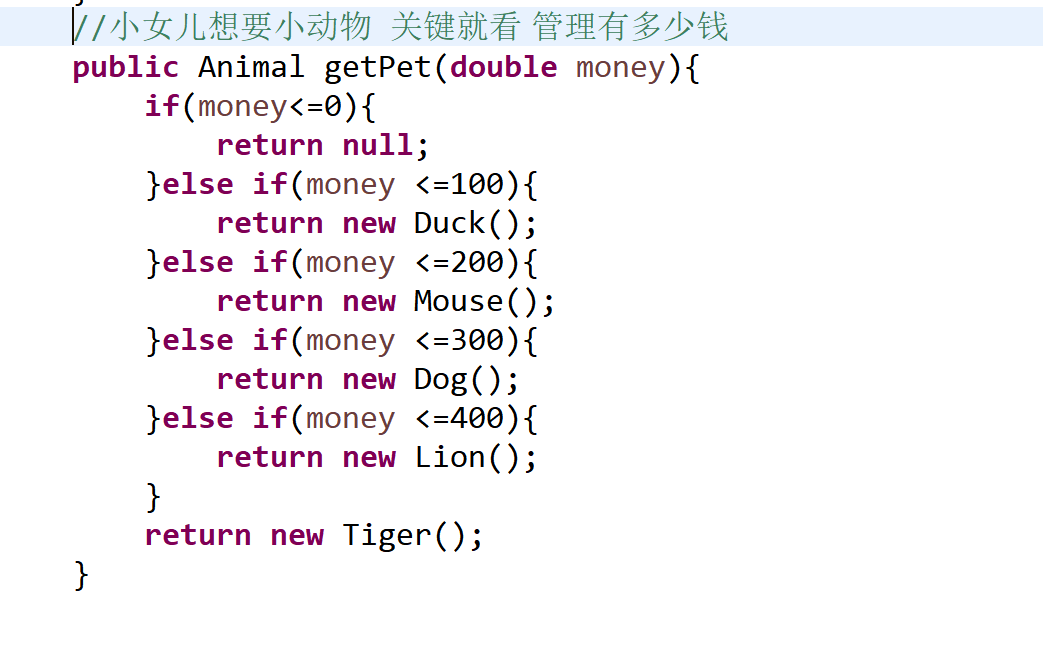 //小女儿想要小动物  关键就看 管理有多少钱
public Animal getPet(double money){
    if(money<=0){
        return null;
    }else if(money <=100){
        return new Duck();
    }else if(money <=200){
        return new Mouse();
    }else if(money <=300){
        return new Dog();
    }else if(money <=400){
        return new Lion();
    }
    return new Tiger();
}